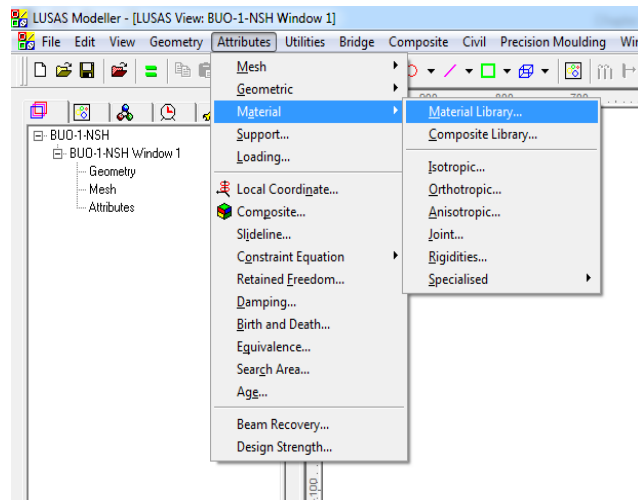 LUSAS Modeller - [LUSAS View: BUO-1-NSH Window 1]
File Edit View Geometry Attributes Utilities Bridge Composite Civil Precision Moulding
BUO-1-NSH
BUO-1-NSH Window 1
Geometry
Mesh
Attributes
Mesh
Geometric
Material
Support...
Loading...
Local Coordinate...
Composite...
Slideline...
Constraint Equation
Retained Freedom...
Damping...
Birth and Death...
Equivalence...
Search Area...
Age...
Beam Recovery...
Design Strength...
Material Library...
Composite Library...
Isotropic...
Orthotropic...
Anisotropic...
Joint...
Rigidities...
Specialised
100